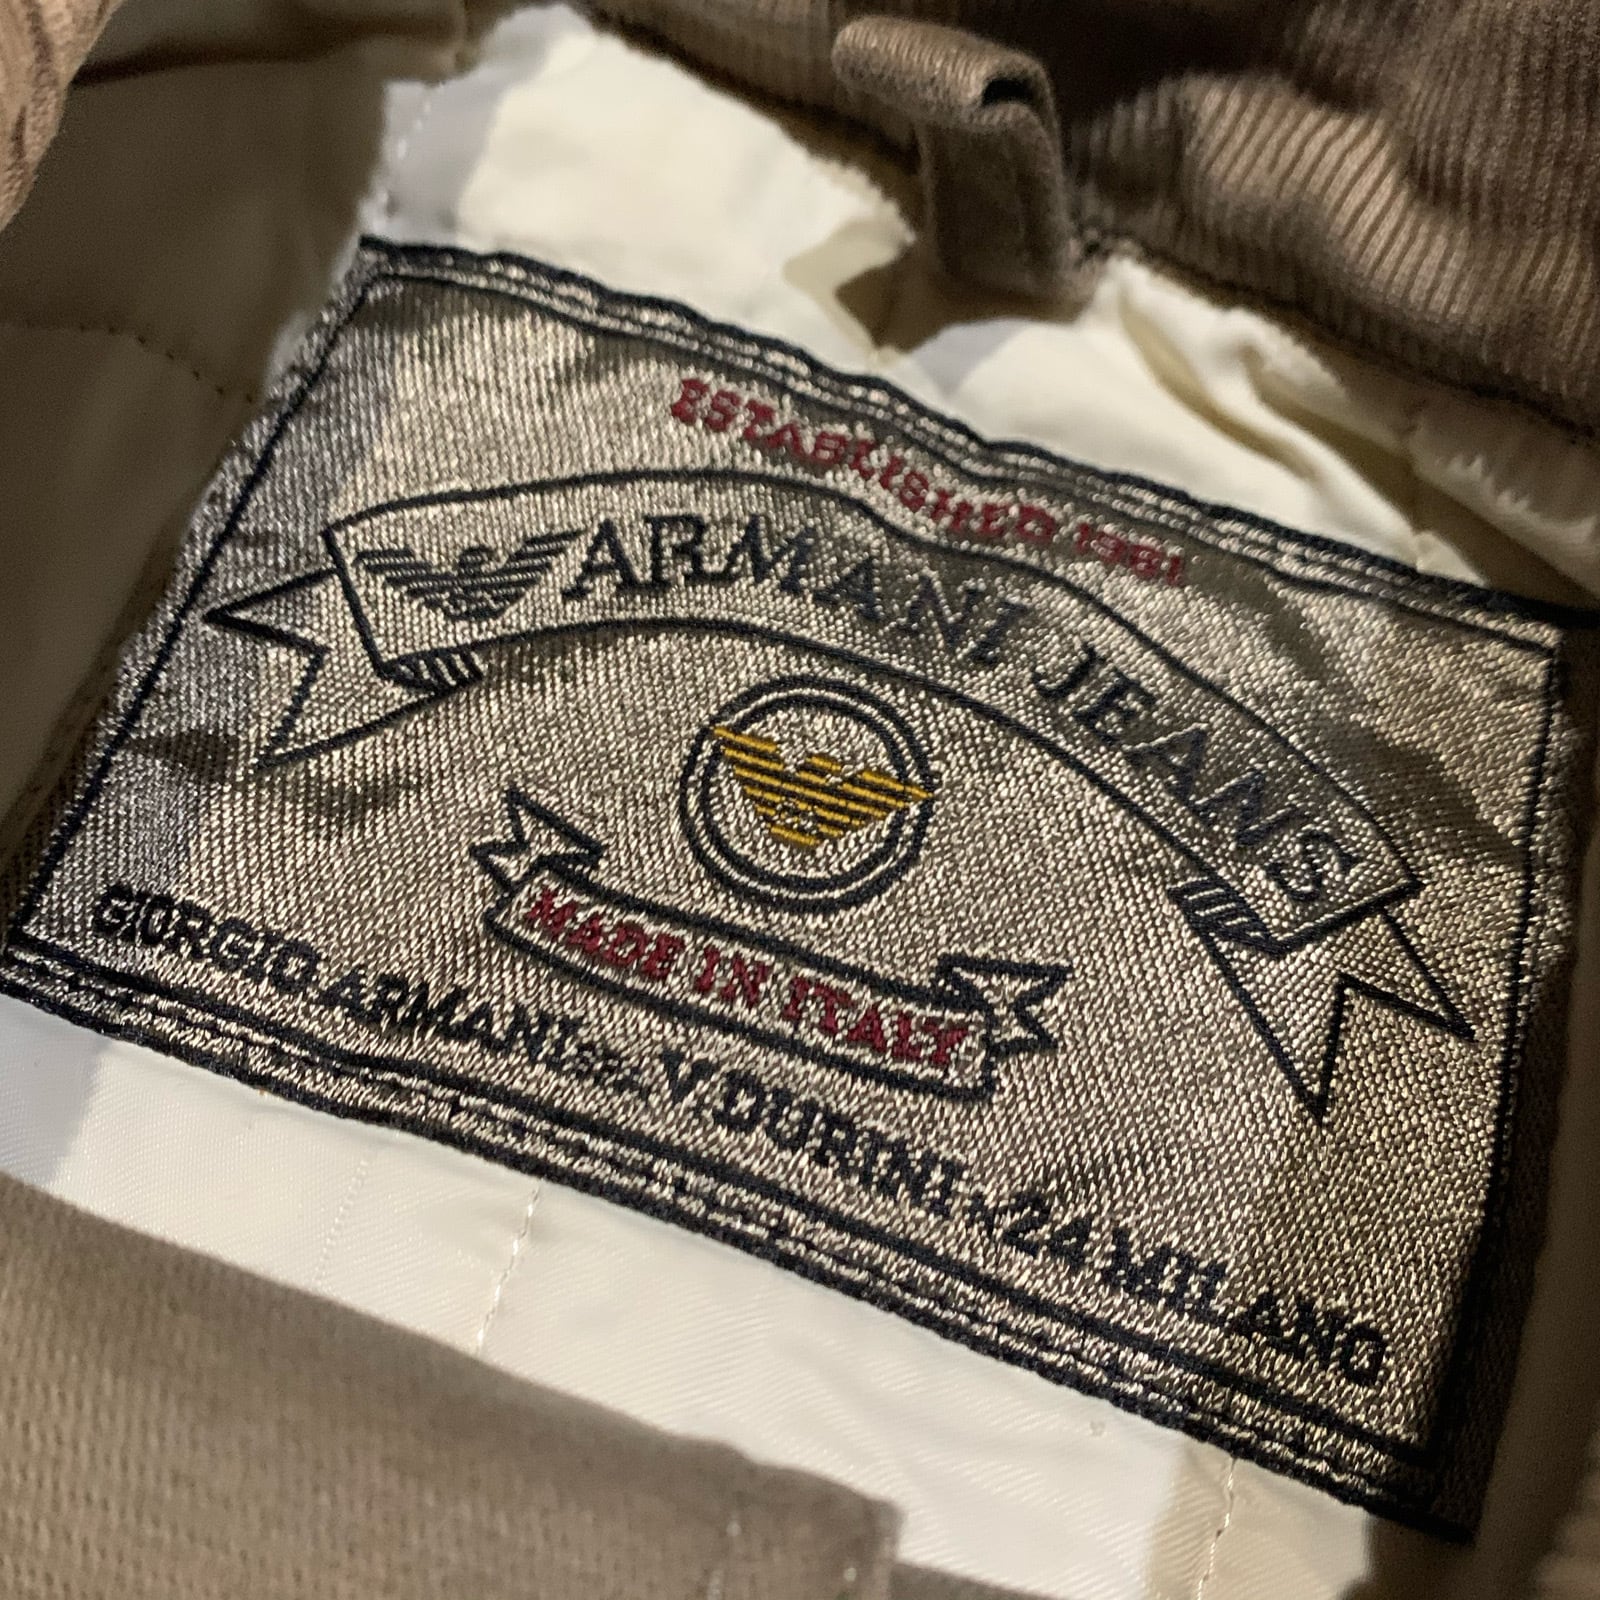 ESTABLISHED 1981
ARMANI JEANS
MADE IN ITALY
GIORGIO ARMANI S.P.A. V. DURINI N.24 MILANO